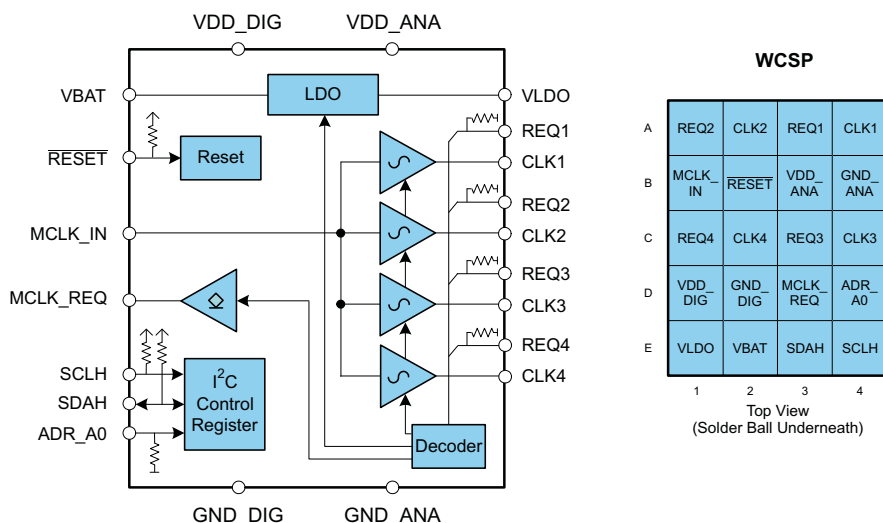 VDD_DIG
VDD_ANA
VBAT
LDO
VLDO
REQ1
RESET
Reset
CLK1
REQ2
MCLK_IN
CLK2
REQ3
MCLK_REQ
CLK3
REQ4
SCLH
CLK4
SDAH
I²C
Control
Register
ADR_A0
Decoder
GND_DIG
GND_ANA
WCSP
A
REQ2
CLK2
REQ1
CLK1
B
MCLK_
IN
RESET
VDD_
ANA
GND_
ANA
C
REQ4
CLK4
REQ3
CLK3
D
VDD_
DIG
GND_
DIG
MCLK_
REQ
ADR_
A0
E
VLDO
VBAT
SDAH
SCLH
1
2
3
4
Top View
(Solder Ball Underneath)